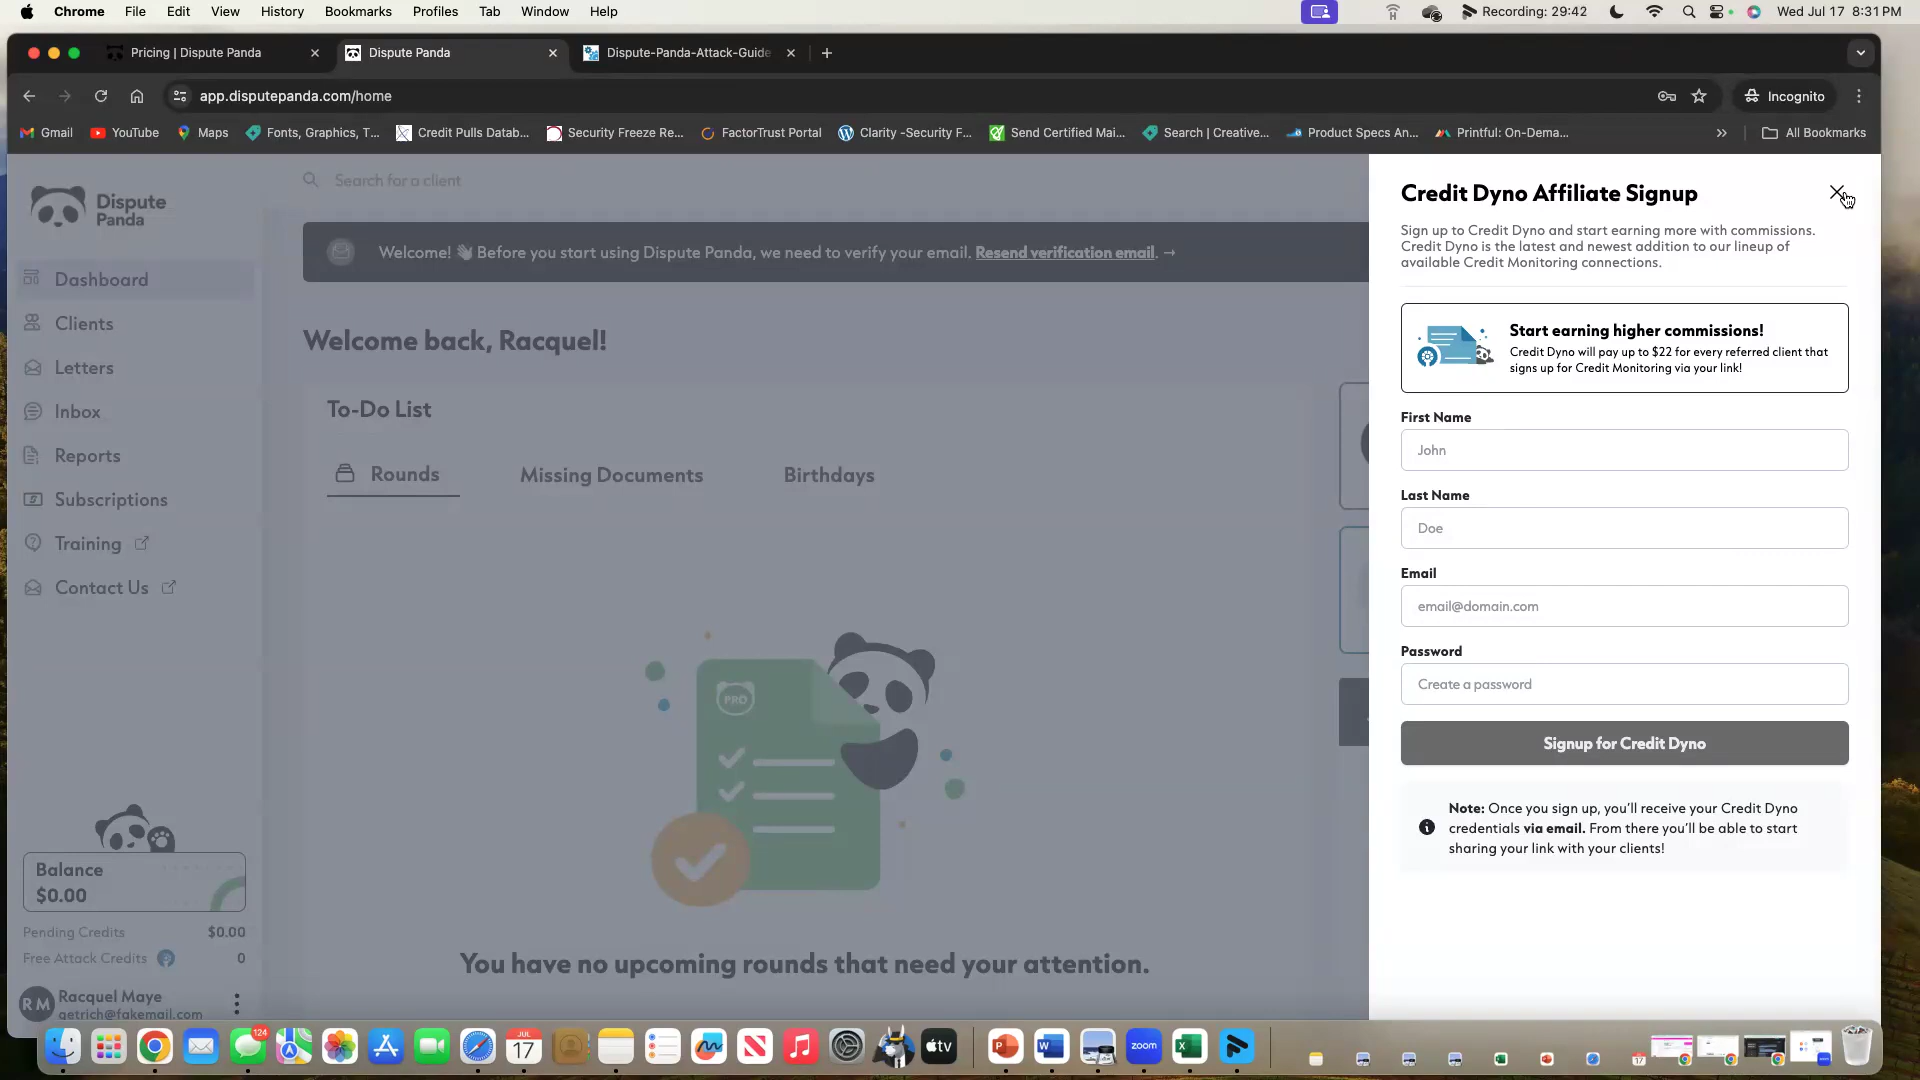 Chrome File Edit View History Bookmarks Profiles Tab Window Help Recording: 29:42 Wed Jul 17 8:31 PM
Pricing | Dispute Panda Dispute Panda Dispute-Panda-Attack-Guide
app.disputepanda.com/home Incognito
Gmail YouTube Maps Fonts, Graphics, T... Credit Pulls Datab... Security Freeze Re... FactorTrust Portal Clarity -Security F... Send Certified Mai... Search | Creative... Product Specs An... Printful: On-Dema... » All Bookmarks
Dispute
Panda
Dashboard
Clients
Letters
Inbox
Reports
Subscriptions
Training
Contact Us
Balance
$0.00
Pending Credits $0.00
Free Attack Credits 0
RM Racquel Maye
getrich@fakemail.com
Search for a client
Welcome! 👋 Before you start using Dispute Panda, we need to verify your email. Resend verification email. →
Welcome back, Racquel!
To-Do List
Rounds Missing Documents Birthdays
PRO
You have no upcoming rounds that need your attention.
Credit Dyno Affiliate Signup
Sign up to Credit Dyno and start earning more with commissions.
Credit Dyno is the latest and newest addition to our lineup of
available Credit Monitoring connections.
Start earning higher commissions!
Credit Dyno will pay up to $22 for every referred client that
signs up for Credit Monitoring via your link!
First Name
John
Last Name
Doe
Email
email@domain.com
Password
Create a password
Signup for Credit Dyno
Note: Once you sign up, you'll receive your Credit Dyno
credentials via email. From there you'll be able to start
sharing your link with your clients!
124
JUL
17
tv
zoom